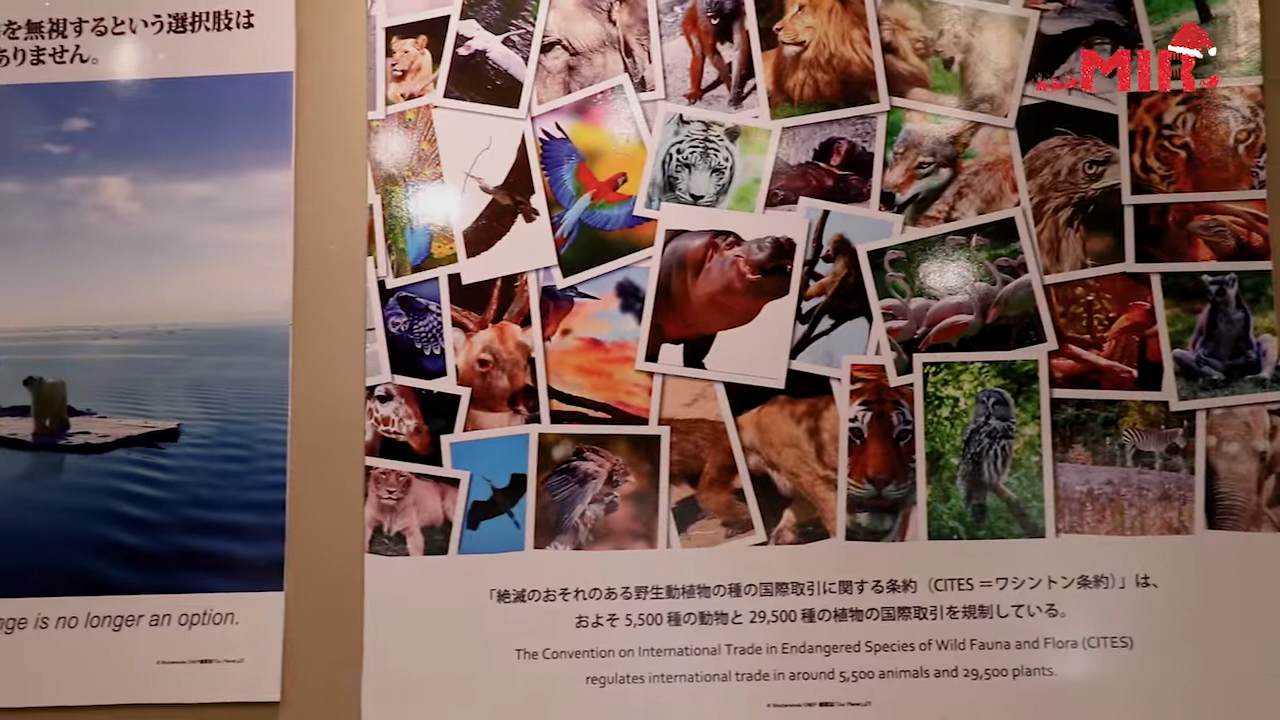 を無視するという選択肢は
ありません。
nge is no longer an option.
MIA
「絶滅のおそれのある野生動植物の種の国際取引に関する条約（CITES ＝ワシントン条約）」は、
およそ 5,500 種の動物と 29,500 種の植物の国際取引を規制している。
The Convention on International Trade in Endangered Species of Wild Fauna and Flora (CITES)
regulates international trade in around 5,500 animals and 29,500 plants.